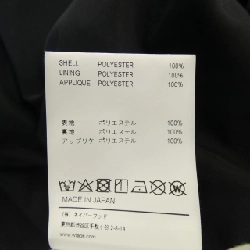 SHELL POLYESTER 100%
LINING POLYESTER 100%
APPLIQUE POLYESTER 100%
表地 ポリエステル 100%
裏地 ポリエステル 100%
アップリケ ポリエステル 100%
MADE IN JAPAN